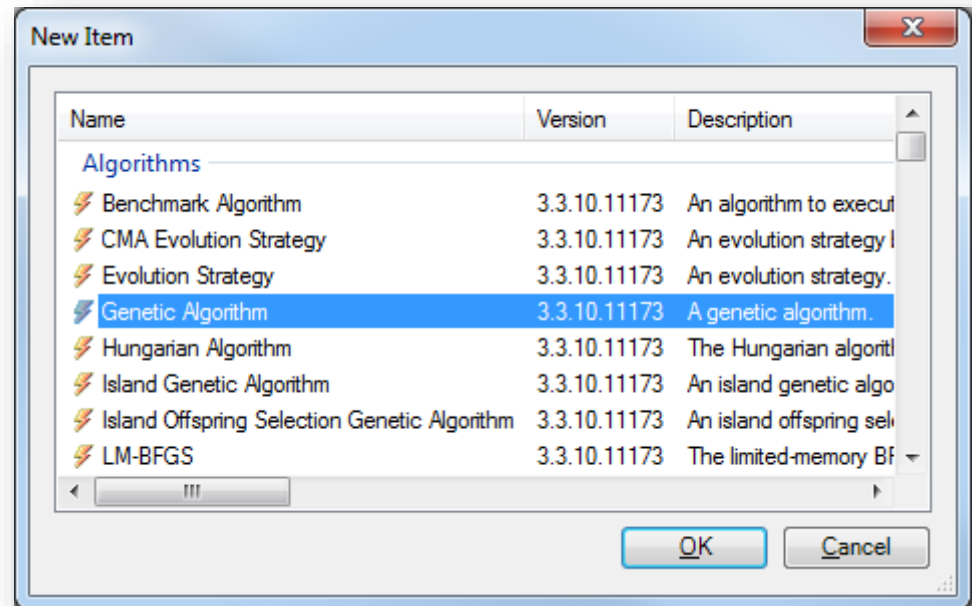 New Item
Name Version Description
Algorithms
Benchmark Algorithm 3.3.10.11173 An algorithm to execut
CMA Evolution Strategy 3.3.10.11173 An evolution strategy
Evolution Strategy 3.3.10.11173 An evolution strategy.
Genetic Algorithm 3.3.10.11173 A genetic algorithm.
Hungarian Algorithm 3.3.10.11173 The Hungarian algorit
Island Genetic Algorithm 3.3.10.11173 An island genetic algo
Island Offspring Selection Genetic Algorithm 3.3.10.11173 An island offspring sel
LM-BFGS 3.3.10.11173 The limited-memory BF
OK Cancel